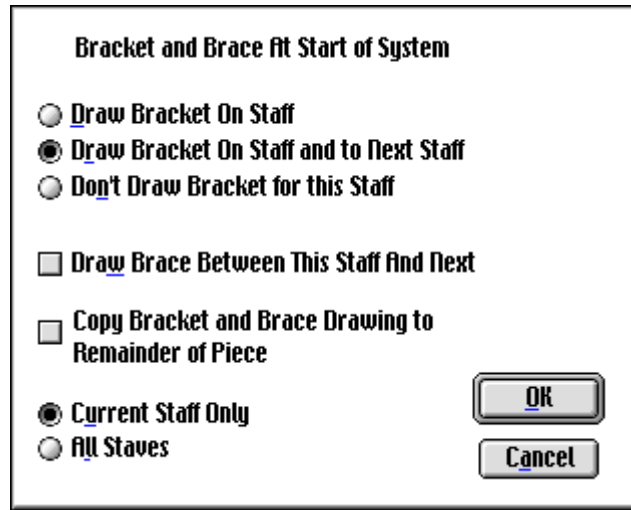 Bracket and Brace At Start of System
Draw Bracket On Staff
Draw Bracket On Staff and to Next Staff
Don't Draw Bracket for this Staff
Draw Brace Between This Staff And Next
Copy Bracket and Brace Drawing to
Remainder of Piece
Current Staff Only
All Staves
OK
Cancel